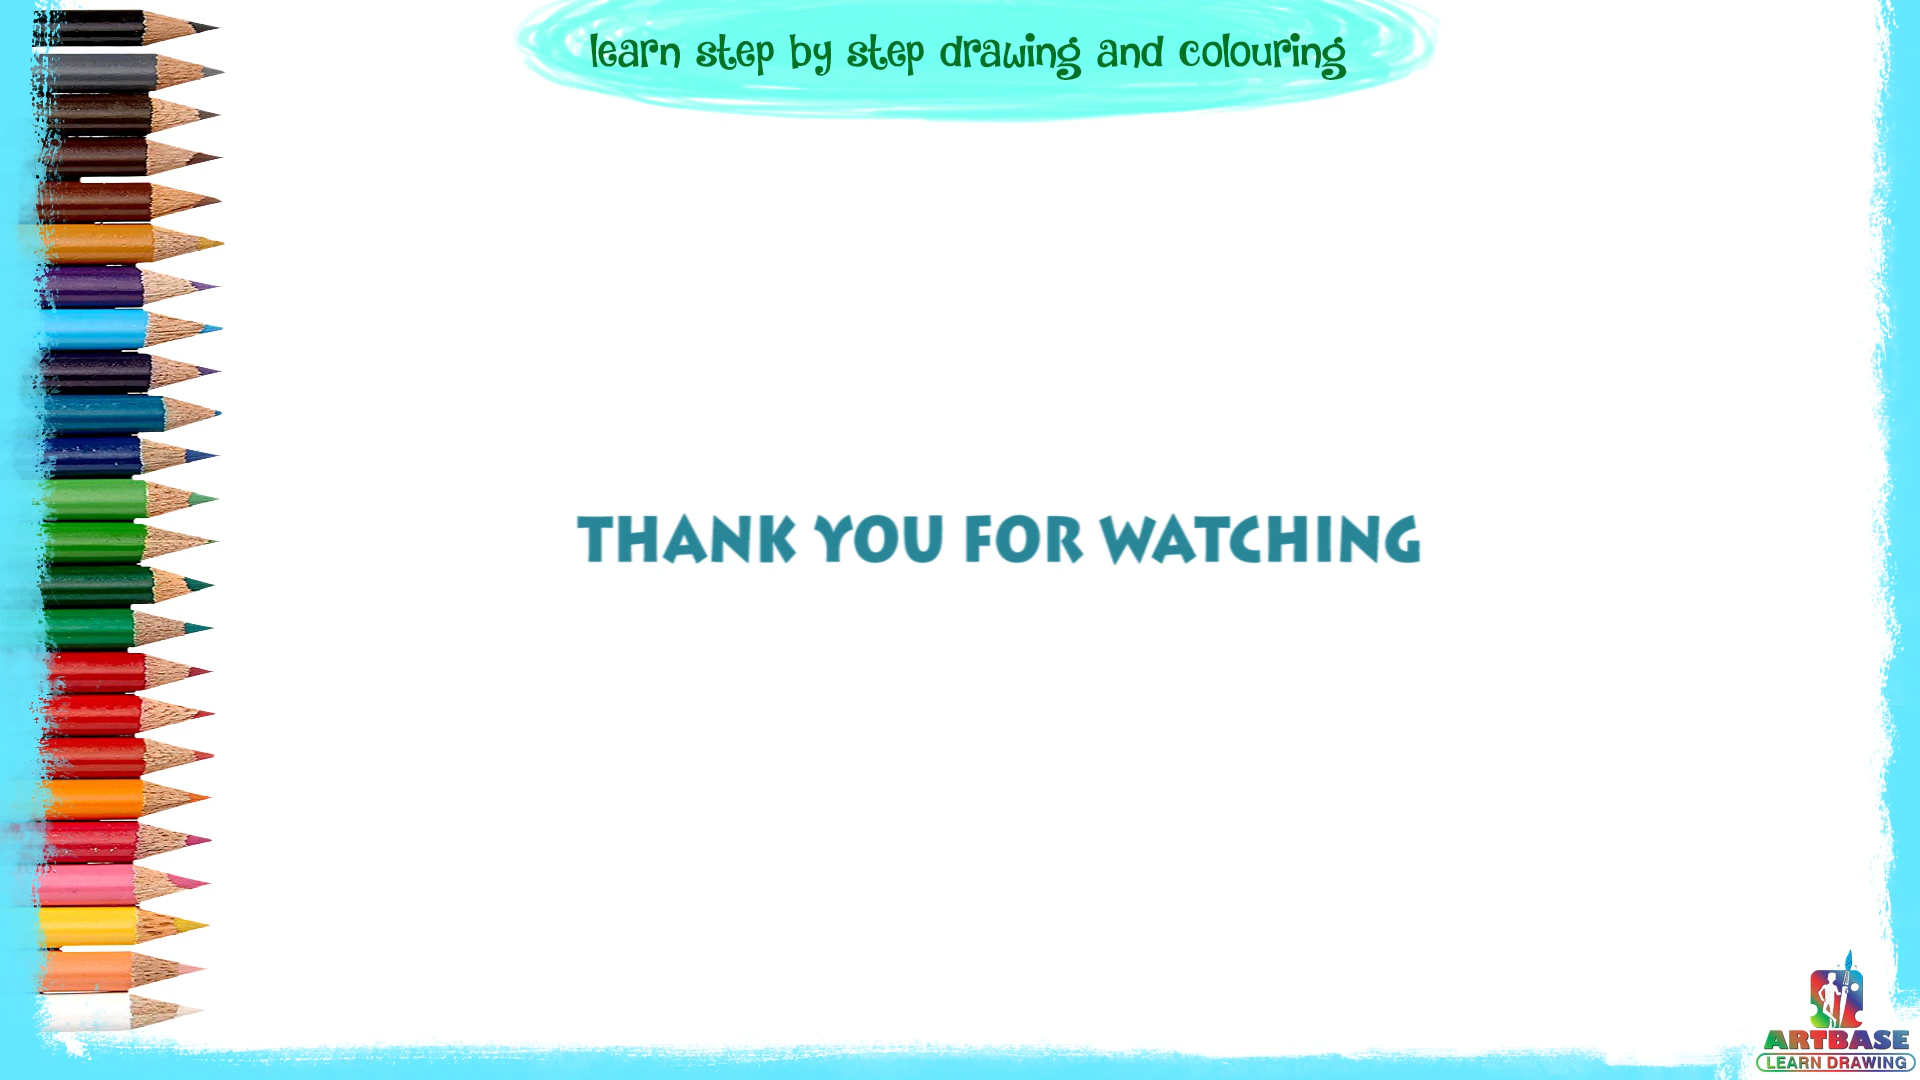 learn step by step drawing and colouring
THANK YOU FOR WATCHING
ARTBASE
LEARN DRAWING